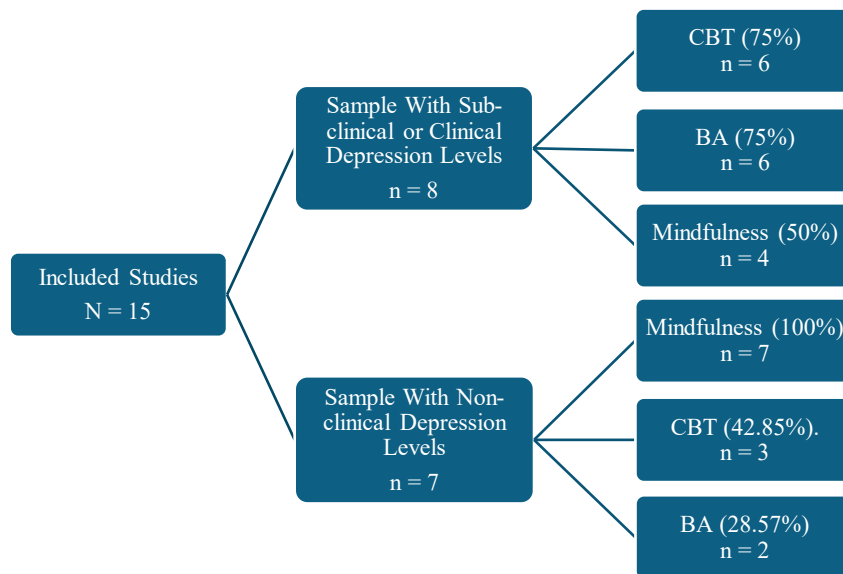 Included Studies
N = 15
Sample With Sub-
clinical or Clinical
Depression Levels
n = 8
Sample With Non-
clinical Depression
Levels
n = 7
CBT (75%)
n = 6
BA (75%)
n = 6
Mindfulness (50%)
n = 4
Mindfulness (100%)
n = 7
CBT (42.85%).
n = 3
BA (28.57%)
n = 2